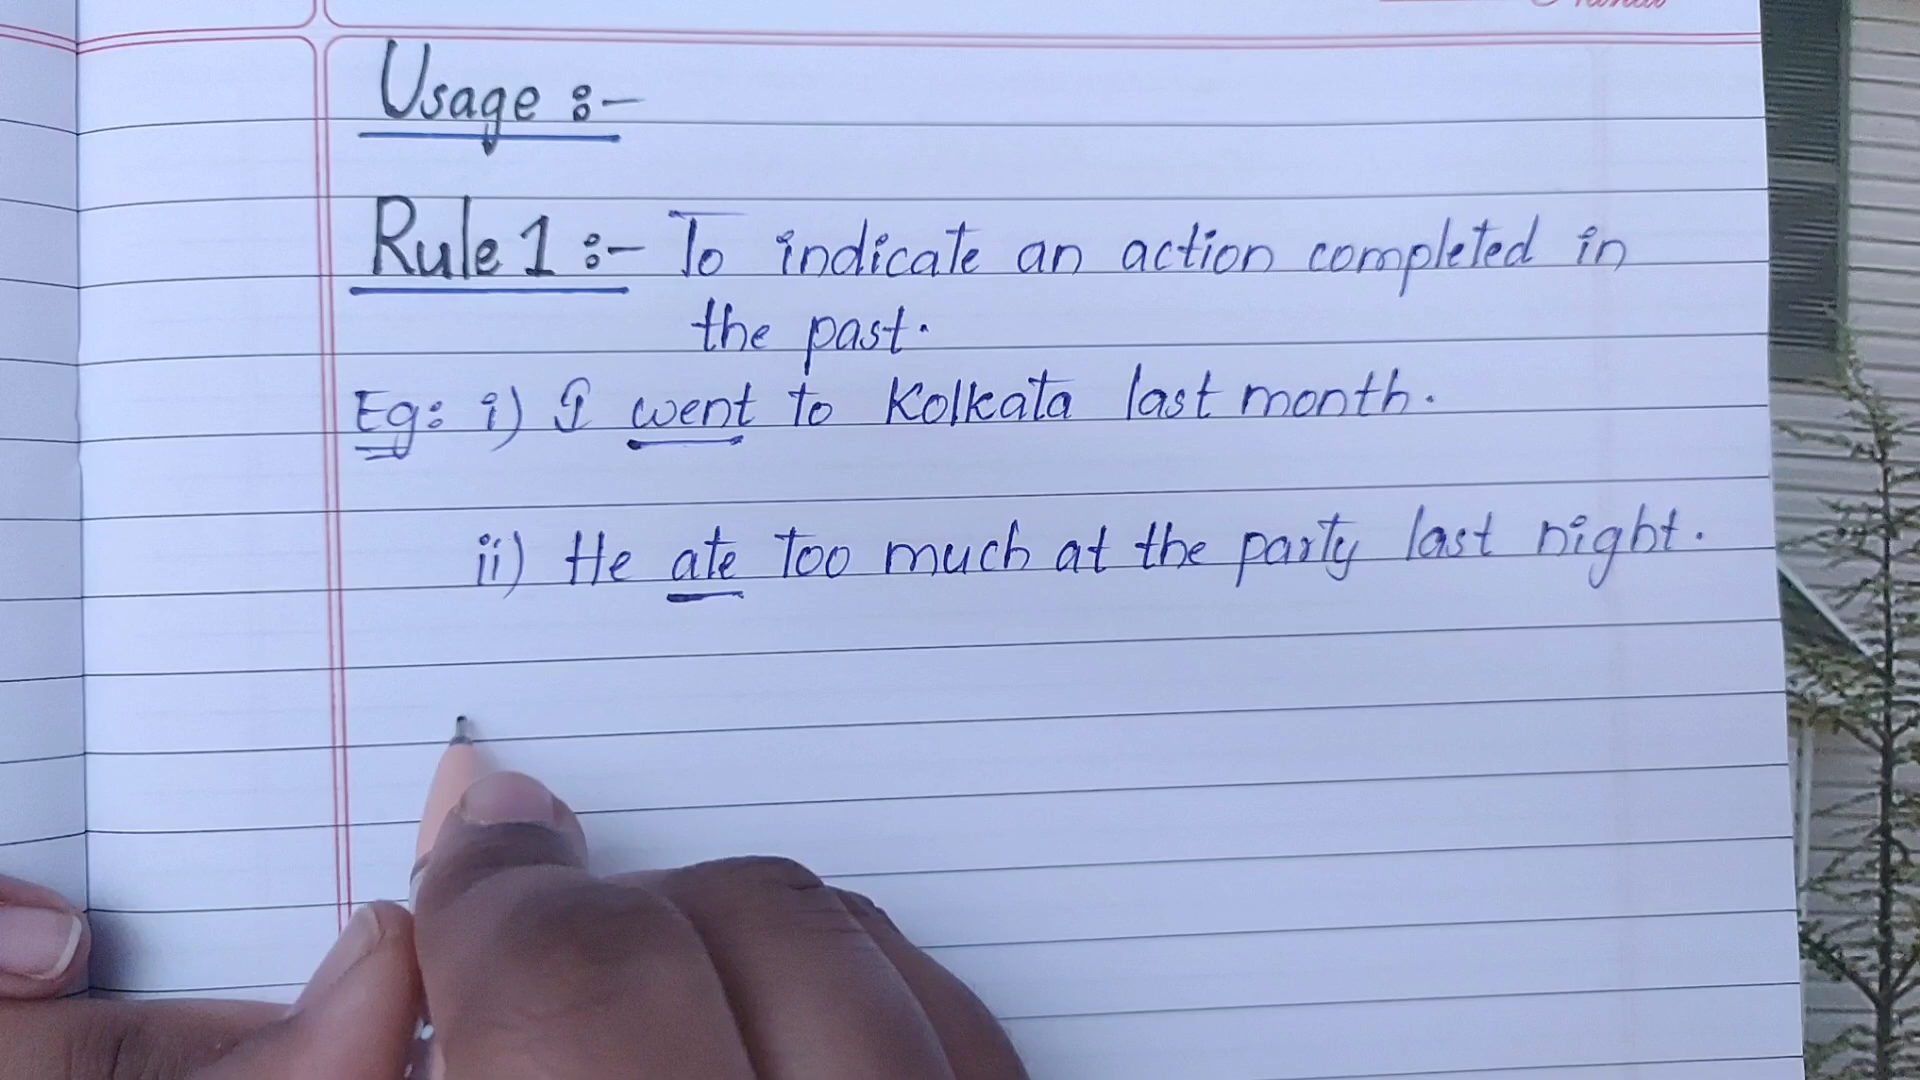 Usage :-
Rule 1 :- To indicate an action completed in
the past.
Eg: i) I went to Kolkata last month.
ii) He ate too much at the party last night.